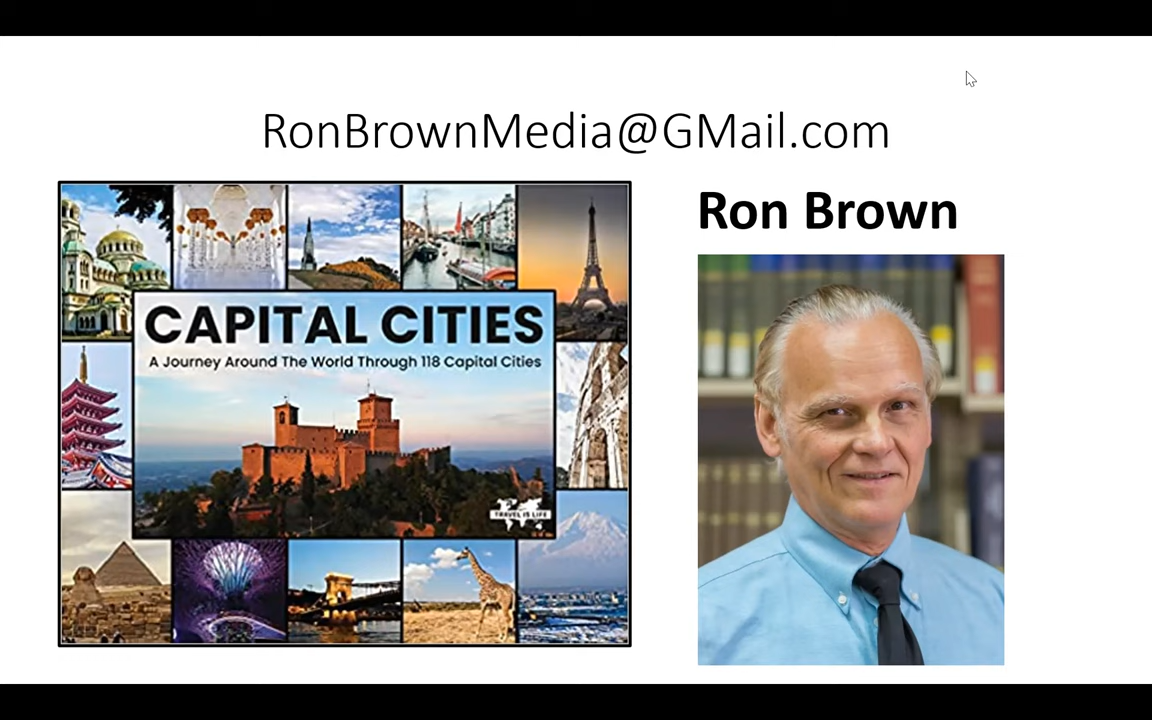 RonBrownMedia@GMail.com
Ron Brown
CAPITAL CITIES
A Journey Around The World Through 118 Capital Cities
TRAVEL IS LIFE